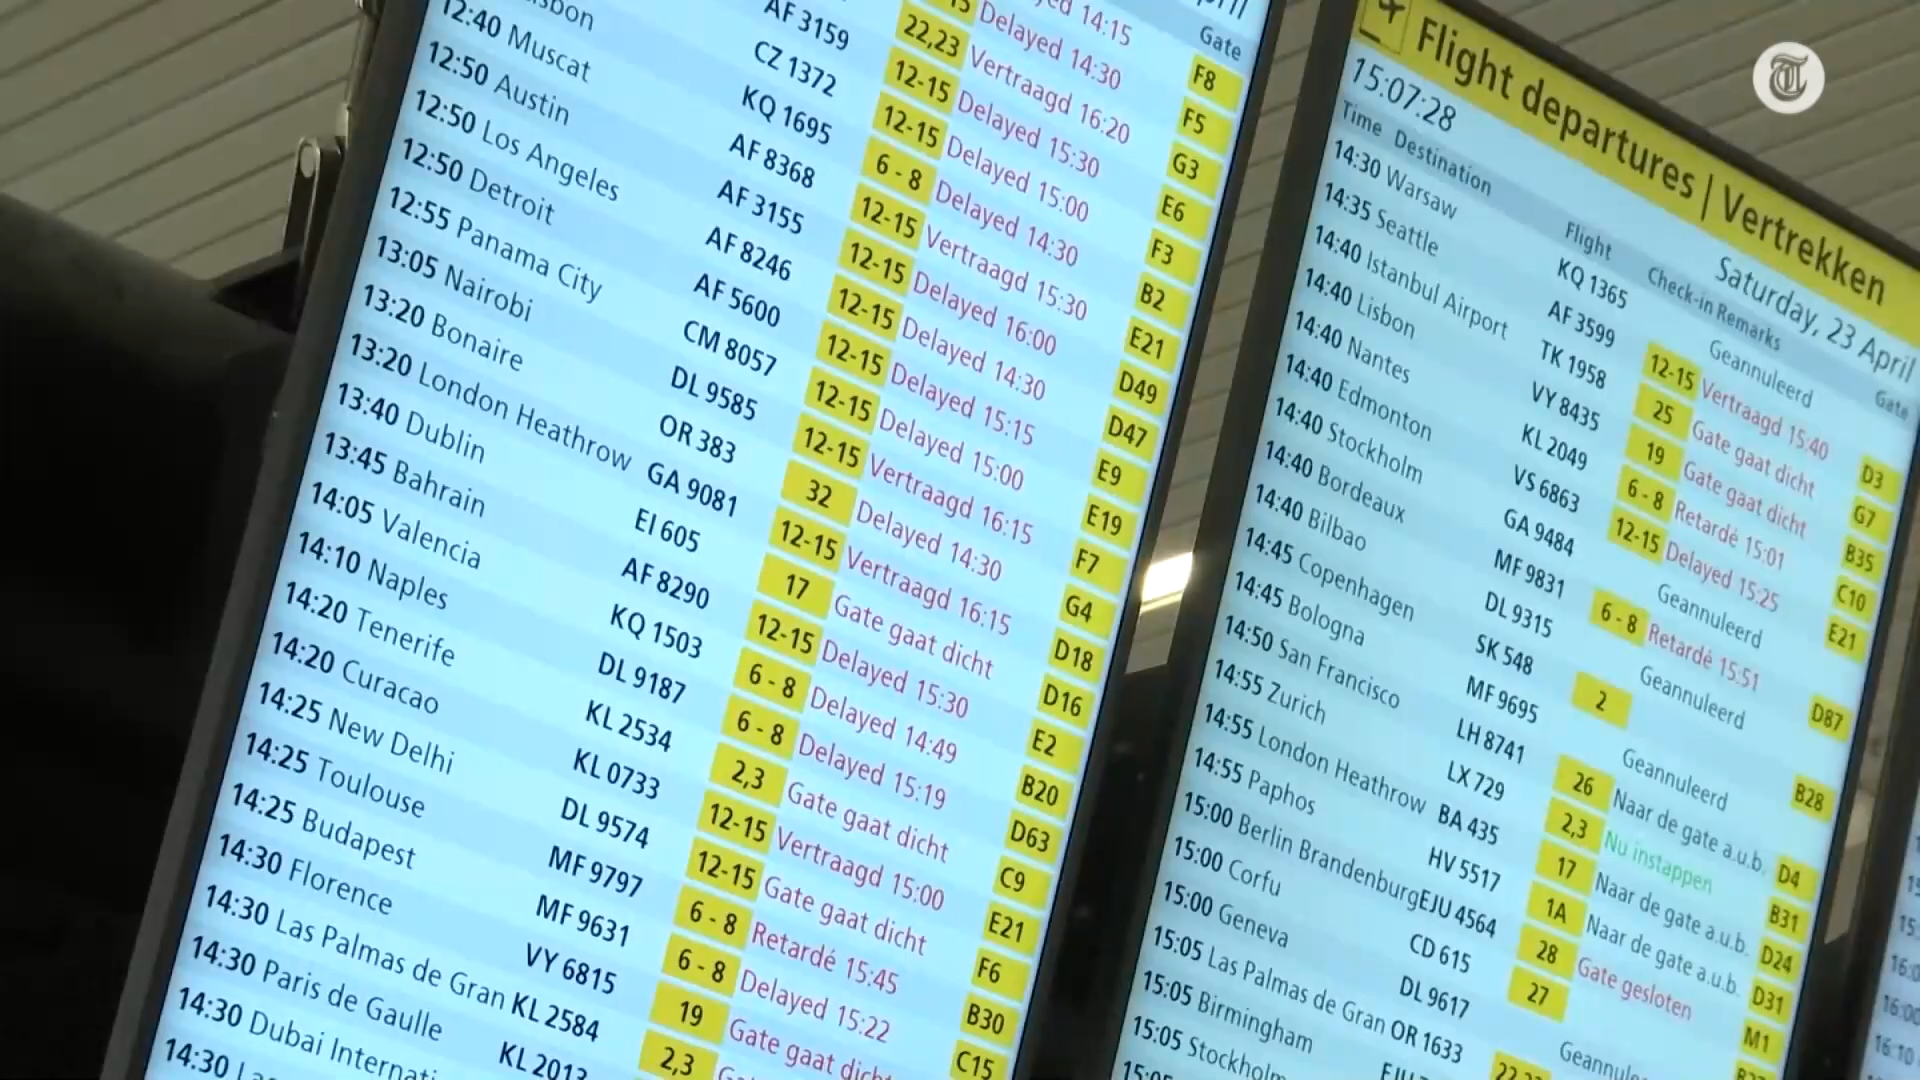 F8
Delayed 14:30 F5
22,23 Vertraagd 16:20 G3
AF 3159 12-15 Delayed 15:30 E6
CZ 1372 12-15 Delayed 15:00 F3
KQ 1695 6 - 8 Delayed 14:30 B2
12:40 Muscat AF 8368 12-15 Vertraagd 15:30 E21
12:50 Austin AF 3155 12-15 Delayed 16:00 D49
12:50 Los Angeles AF 8246 12-15 Delayed 14:30 D47
12:50 Detroit AF 5600 12-15 Delayed 15:15 E9
12:55 Panama City CM 8057 12-15 Delayed 15:00 E19
13:05 Nairobi DL 9585 12-15 Vertraagd 16:15 F7
13:20 Bonaire OR 383 32 Delayed 14:30 G4
13:20 London Heathrow GA 9081 12-15 Vertraagd 16:15 D18
13:40 Dublin EI 605 17 Gate gaat dicht D16
13:45 Bahrain AF 8290 12-15 Delayed 15:30 E2
14:05 Valencia KQ 1503 6 - 8 Delayed 14:49 B20
14:10 Naples DL 9187 6 - 8 Delayed 15:19 D63
14:20 Tenerife KL 2534 2,3 Gate gaat dicht C9
14:20 Curacao KL 0733 12-15 Vertraagd 15:00 E21
14:25 New Delhi DL 9574 12-15 Gate gaat dicht F6
14:25 Toulouse MF 9797 6 - 8 Retardé 15:45 B30
14:25 Budapest MF 9631 6 - 8 Delayed 15:22 C15
14:30 Florence VY 6815 19 Gate gaat dicht
14:30 Las Palmas de Gran KL 2584 2,3
14:30 Paris de Gaulle KL 2013
14:30 Dubai Internati
14:30
Gate
Flight departures | Vertrekken
15:07:28 Saturday, 23 April
Time Destination Flight Check-in Remarks Gate
14:30 Warsaw KQ 1365 Geannuleerd
14:35 Seattle AF 3599 12-15 Vertraagd 15:40 D3
14:40 Istanbul Airport TK 1958 25 Gate gaat dicht G7
14:40 Lisbon VY 8435 19 Gate gaat dicht B35
14:40 Nantes KL 2049 6 - 8 Retardé 15:01 C10
14:40 Edmonton VS 6863 12-15 Delayed 15:25 E21
14:40 Stockholm GA 9484 Geannuleerd
14:40 Bordeaux MF 9831 6 - 8 Retardé 15:51 D87
14:40 Bilbao DL 9315 Geannuleerd
14:45 Copenhagen SK 548 2 B28
14:45 Bologna MF 9695 Geannuleerd
14:50 San Francisco LH 8741 26 Naar de gate a.u.b. D4
14:55 Zurich LX 729 2,3 Nu instappen B31
14:55 London Heathrow BA 435 17 Naar de gate a.u.b. D24
14:55 Paphos HV 5517 1A Naar de gate a.u.b. D31
15:00 Berlin BrandenburgEJU 4564 28 Gate gesloten M1
15:00 Corfu CD 615 27
15:00 Geneva DL 9617 Geannule
15:05 Las Palmas de Gran OR 1633
15:05 Birmingham
15:05 Stockholm